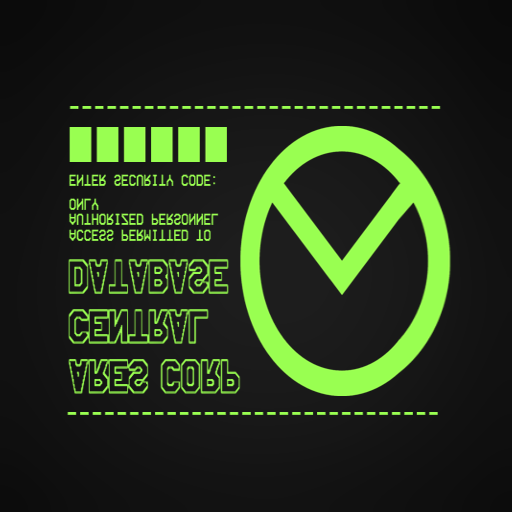 ARES CORP
CENTRAL
DATABASE
ACCESS PERMITTED TO
AUTHORIZED PERSONNEL
ONLY
ENTER SECURITY CODE: